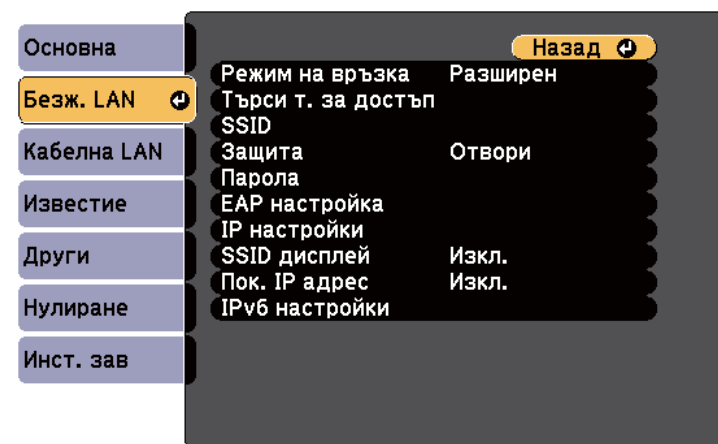 Основна
Безж. LAN
Кабелна LAN
Известие
Други
Нулиране
Инст. зав
Назад
Режим на връзка Разширен
Търси т. за достъп
SSID
Защита Отвори
Парола
EAP настройка
IP настройки
SSID дисплей Изкл.
Пок. IP адрес Изкл.
IPv6 настройки